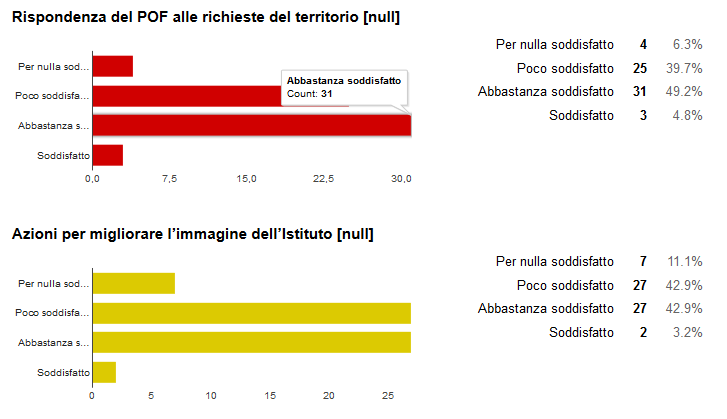 Rispondenza del POF alle richieste del territorio [null]
Per nulla sod...
Poco soddisfa...
Abbastanza s...
Soddisfatto
0,0 7,5 15,0 22,5 30,0
Abbastanza soddisfatto
Count: 31
Per nulla soddisfatto 4 6.3%
Poco soddisfatto 25 39.7%
Abbastanza soddisfatto 31 49.2%
Soddisfatto 3 4.8%
Azioni per migliorare l’immagine dell’Istituto [null]
Per nulla sod...
Poco soddisfa...
Abbastanza s...
Soddisfatto
0 5 10 15 20 25
Per nulla soddisfatto 7 11.1%
Poco soddisfatto 27 42.9%
Abbastanza soddisfatto 27 42.9%
Soddisfatto 2 3.2%